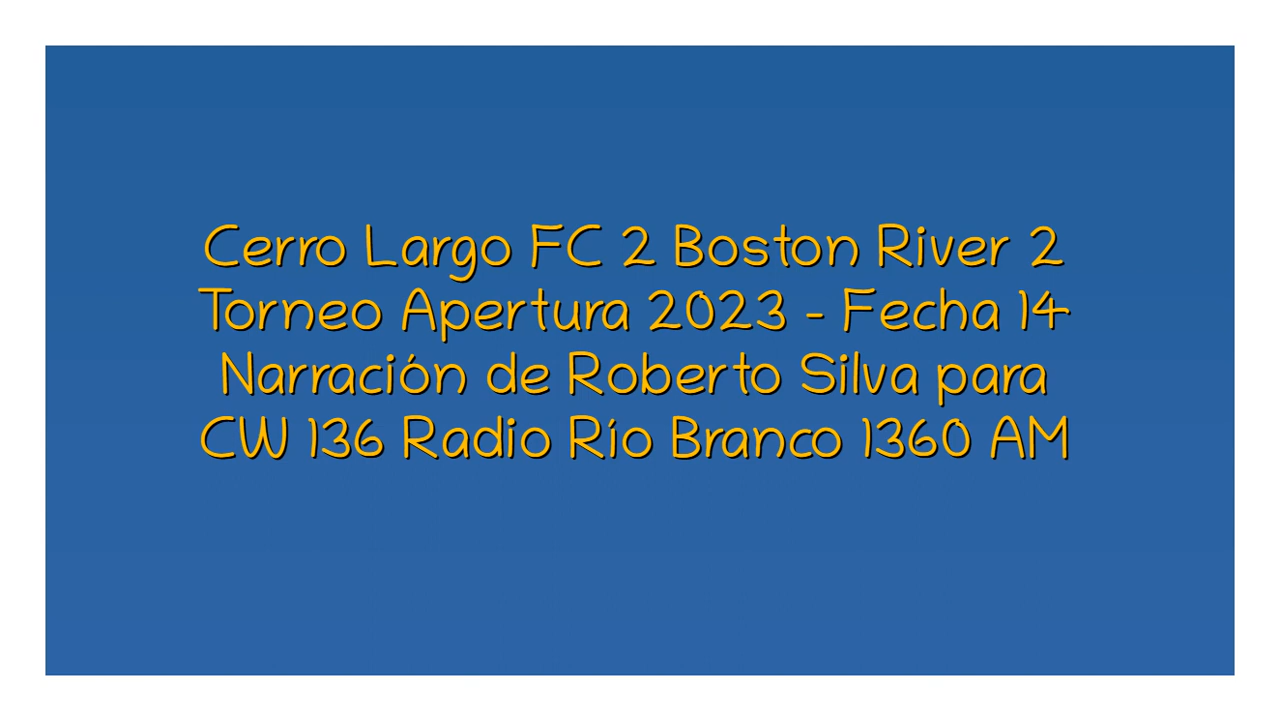 Cerro Largo FC 2 Boston River 2
Torneo Apertura 2023 - Fecha 14
Narración de Roberto Silva para
CW 136 Radio Río Branco 1360 AM